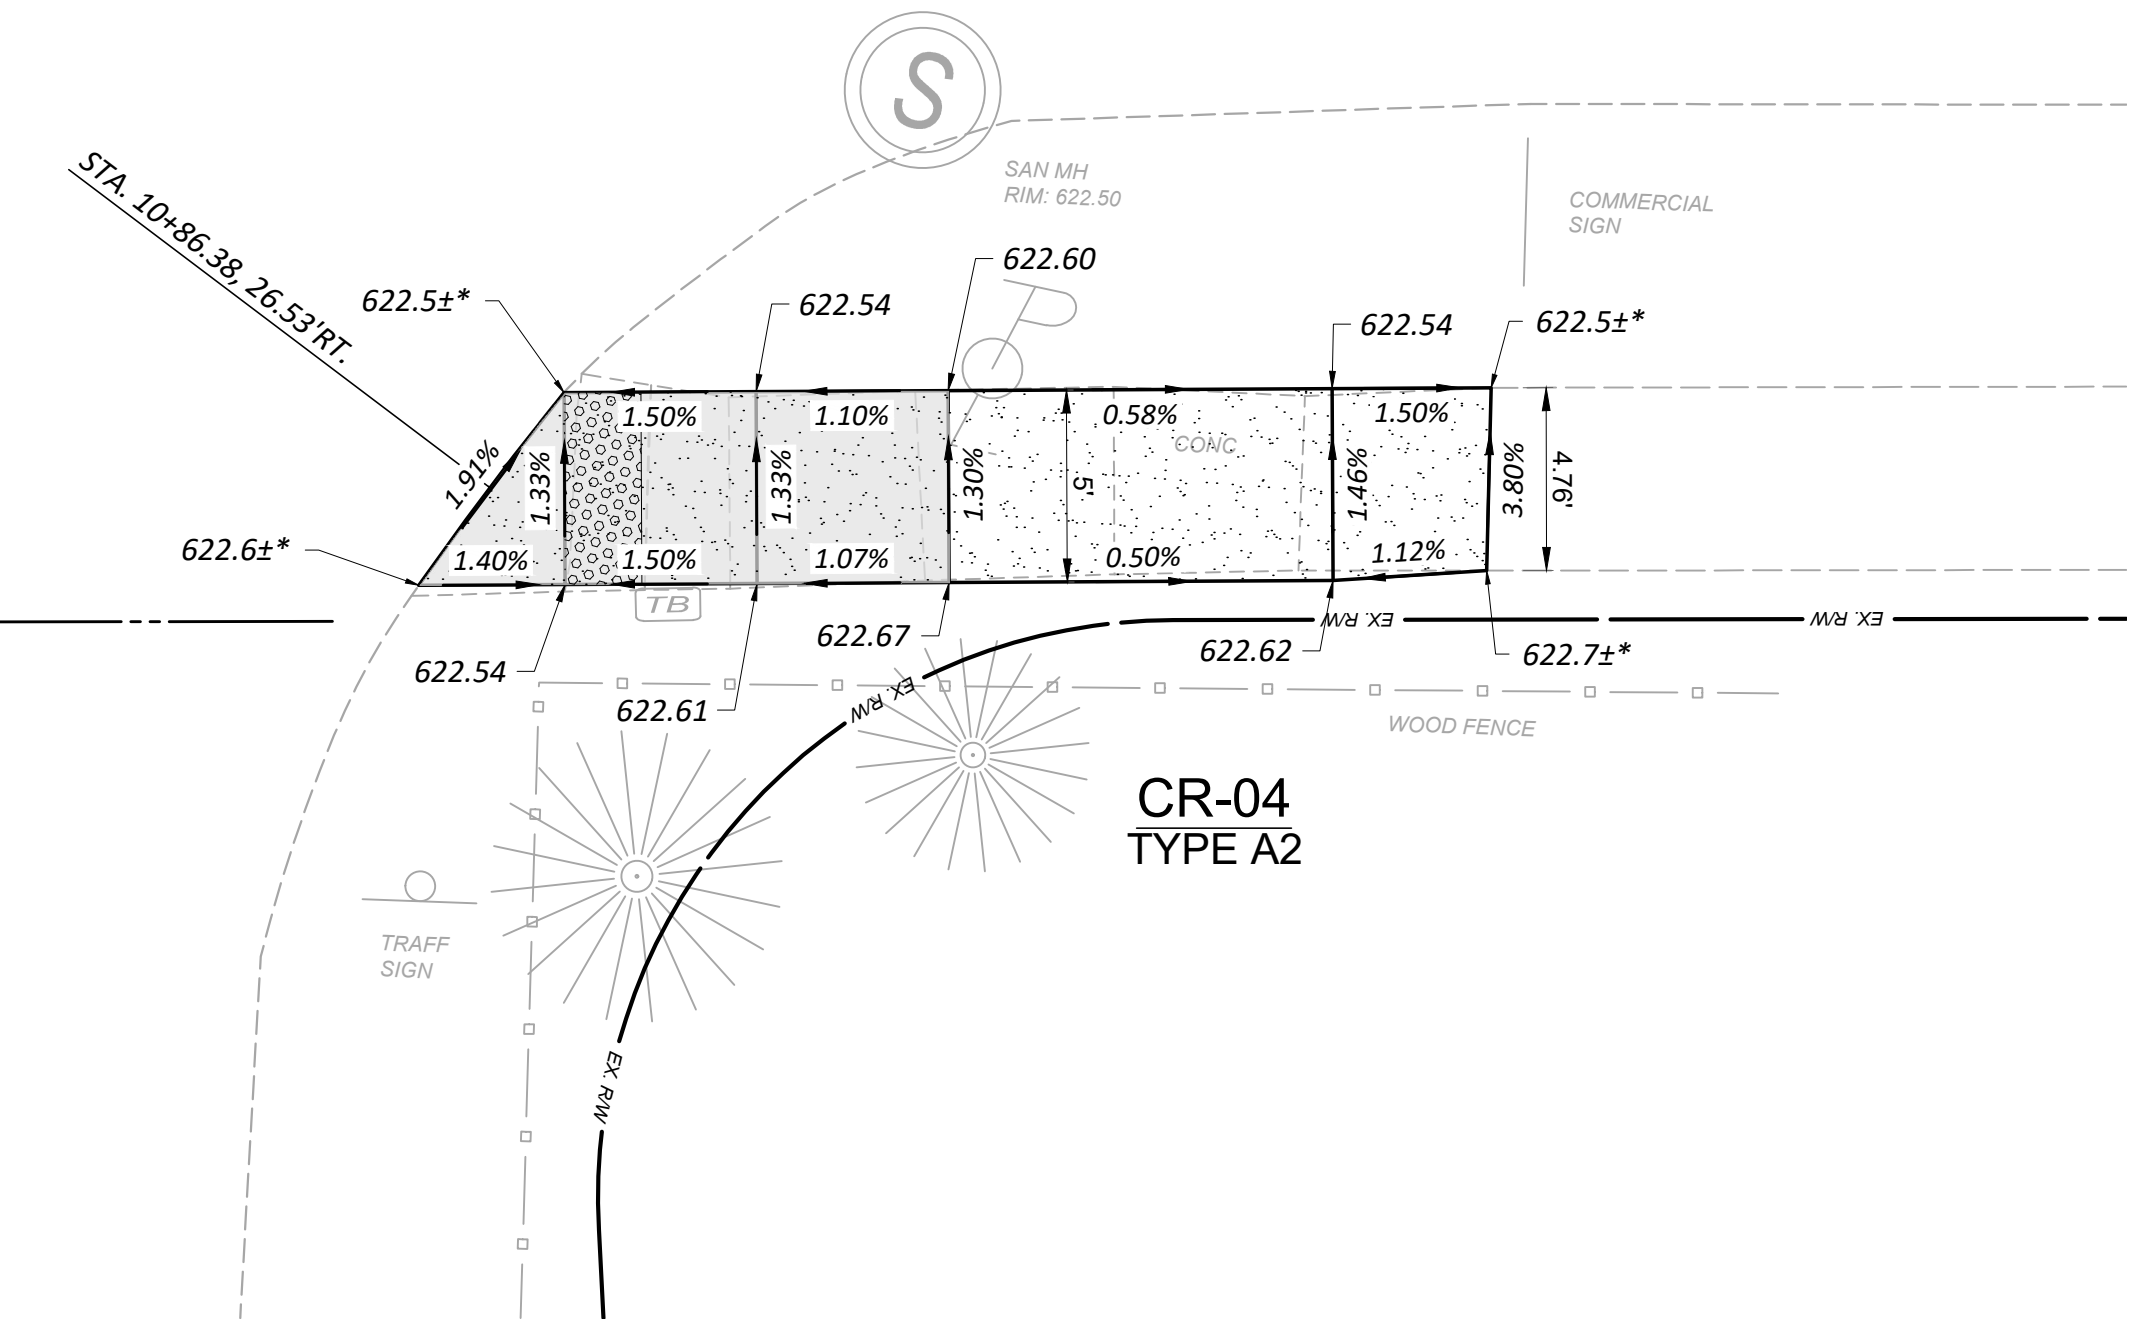 S
SAN MH
RIM: 622.50
COMMERCIAL
SIGN
STA. 10+86.38, 26.53'RT.
622.60
622.5±*
622.54
622.54
622.5±*
1.50%
1.10%
0.58%
1.50%
CONC
1.91%
1.33%
1.33%
1.30%
5'
1.46%
3.80%
4.76'
622.6±*
1.40%
1.50%
1.07%
0.50%
1.12%
TB
EX. R/W
EX. R/W
622.67
622.62
622.7±*
622.54
622.61
EX. R/W
WOOD FENCE
CR-04
TYPE A2
TRAFF
SIGN
EX. R/W